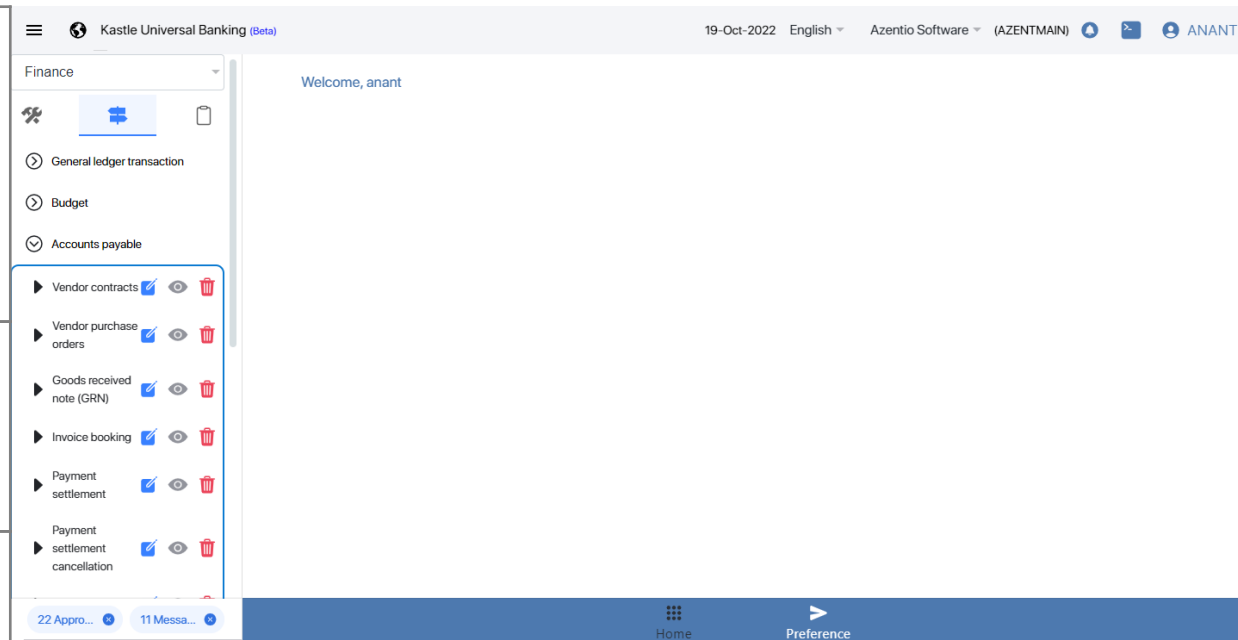 Kastle Universal Banking (Beta)
19-Oct-2022 English Azentio Software (AZENTMAIN) ANANT
Finance
Welcome, anant
General ledger transaction
Budget
Accounts payable
Vendor contracts
Vendor purchase
orders
Goods received
note (GRN)
Invoice booking
Payment
settlement
Payment
settlement
cancellation
22 Appro... 11 Messa...
Home Preference